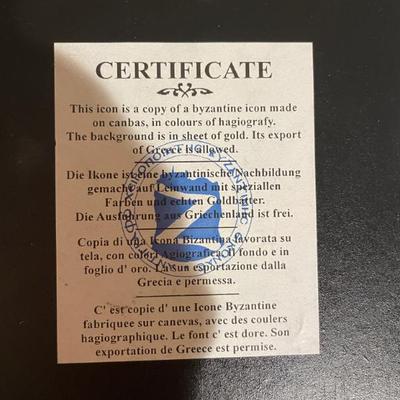 CERTIFICATE
This icon is a copy of a byzantine icon made
on canbas, in colours of hagiografy.
The background is in sheet of gold. Its export
of Greece is allowed.
Die Ikone ist eine byzantinische Nachbildung
gemacht auf Leinwand mit speziallen
Farben und echten Goldbatter.
Die Ausfuhrung aus Griechenland ist frei.
Copia di una Icona Bizantina lavorata su
tela, con colori Agiografica. Il fondo e in
foglio d' oro. La sua esportazione dalla
Grecia e permessa.
C' est copie d' une Icone Byzantine
fabriquee sur canevas, avec des coulers
hagiographique. Le font c' est dore. Son
exportation de Greece est permise.